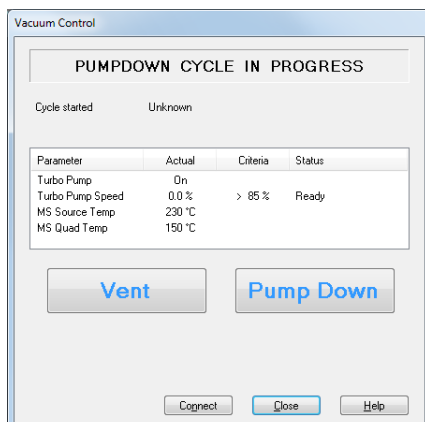 Vacuum Control
PUMPDOWN CYCLE IN PROGRESS
Cycle started Unknown
Parameter Actual Criteria Status
Turbo Pump On
Turbo Pump Speed 0.0 % > 85 % Ready
MS Source Temp 230 °C
MS Quad Temp 150 °C
Vent Pump Down
Connect Close Help